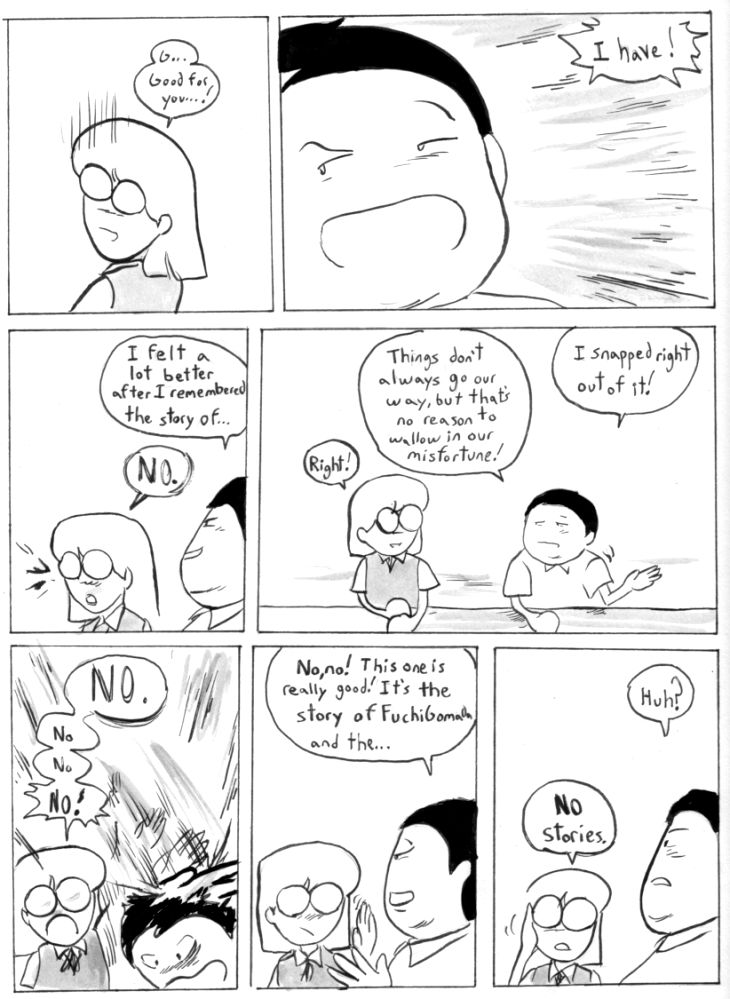 I have!
G...
Good for
you...!
I snapped right
out of it!
Things don't
always go our
way, but that's
no reason to
wallow in our
misfortune!
Right!
I felt a
lot better
after I remembered
the story of...
NO.
Huh?
NO
stories.
No, no! This one is
really good! It's the
story of
and the...
NO.
No
No
NO!